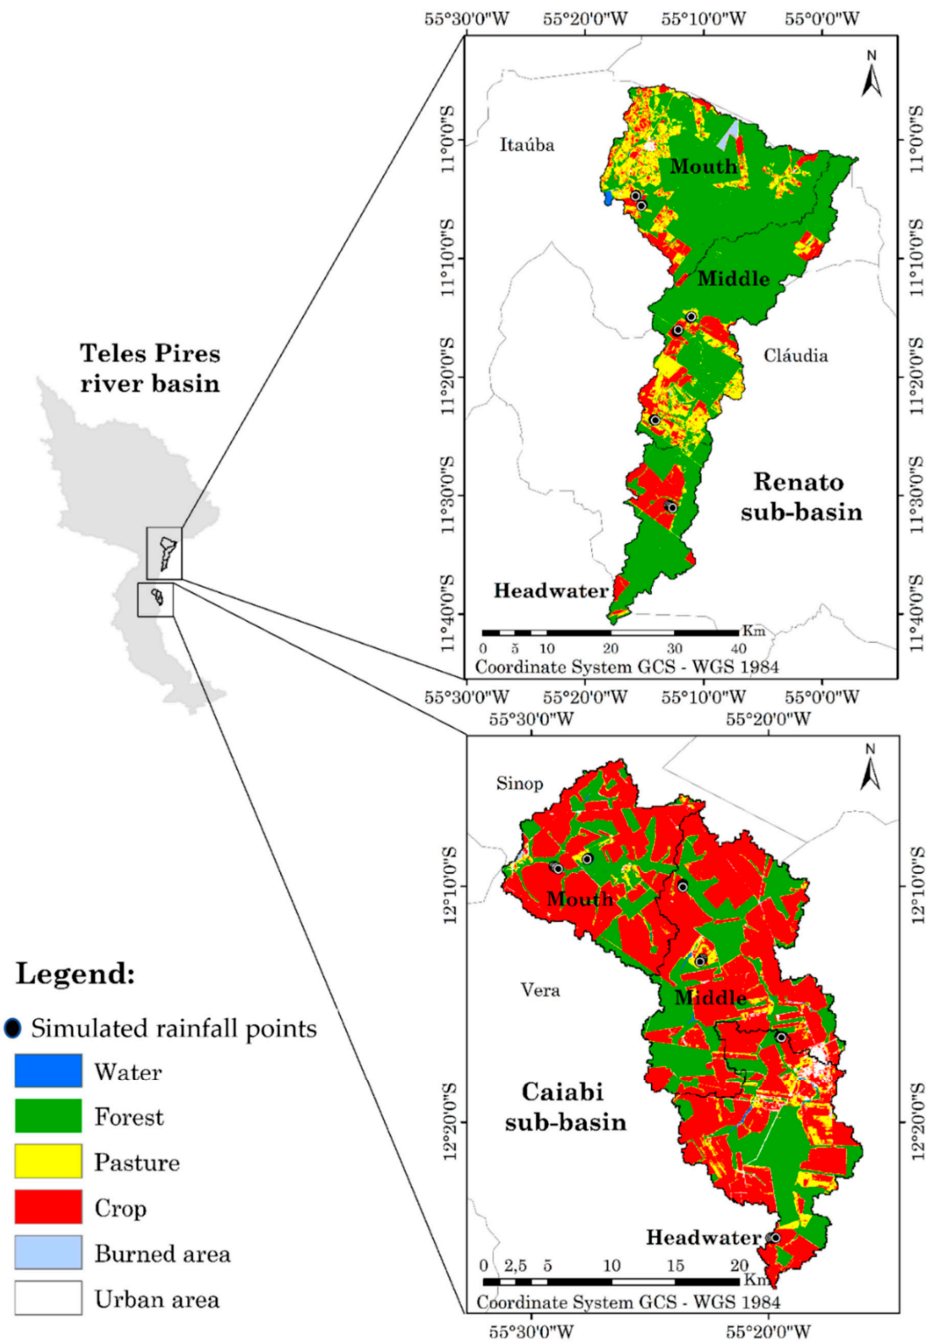 55°30'0"W 55°20'0"W 55°10'0"W 55°0'0"W
N
11°0'0"S
11°0'0"S
Itaúba
Mouth
11°10'0"S
11°10'0"S
Middle
Teles Pires
river basin
Cláudia
11°20'0"S
11°20'0"S
11°30'0"S
11°30'0"S
Renato
sub-basin
Headwater
11°40'0"S
11°40'0"S
Km
0 5 10 20 30 40
Coordinate System GCS - WGS 1984
55°30'0"W 55°20'0"W 55°10'0"W 55°0'0"W
55°30'0"W 55°20'0"W
N
Sinop
12°10'0"S
12°10'0"S
Mouth
Vera
Middle
Caiabi
sub-basin
12°20'0"S
12°20'0"S
Headwater
0 2,5 5 10 15 20
Km
Coordinate System GCS - WGS 1984
55°30'0"W 55°20'0"W
Legend:
Simulated rainfall points
Water
Forest
Pasture
Crop
Burned area
Urban area